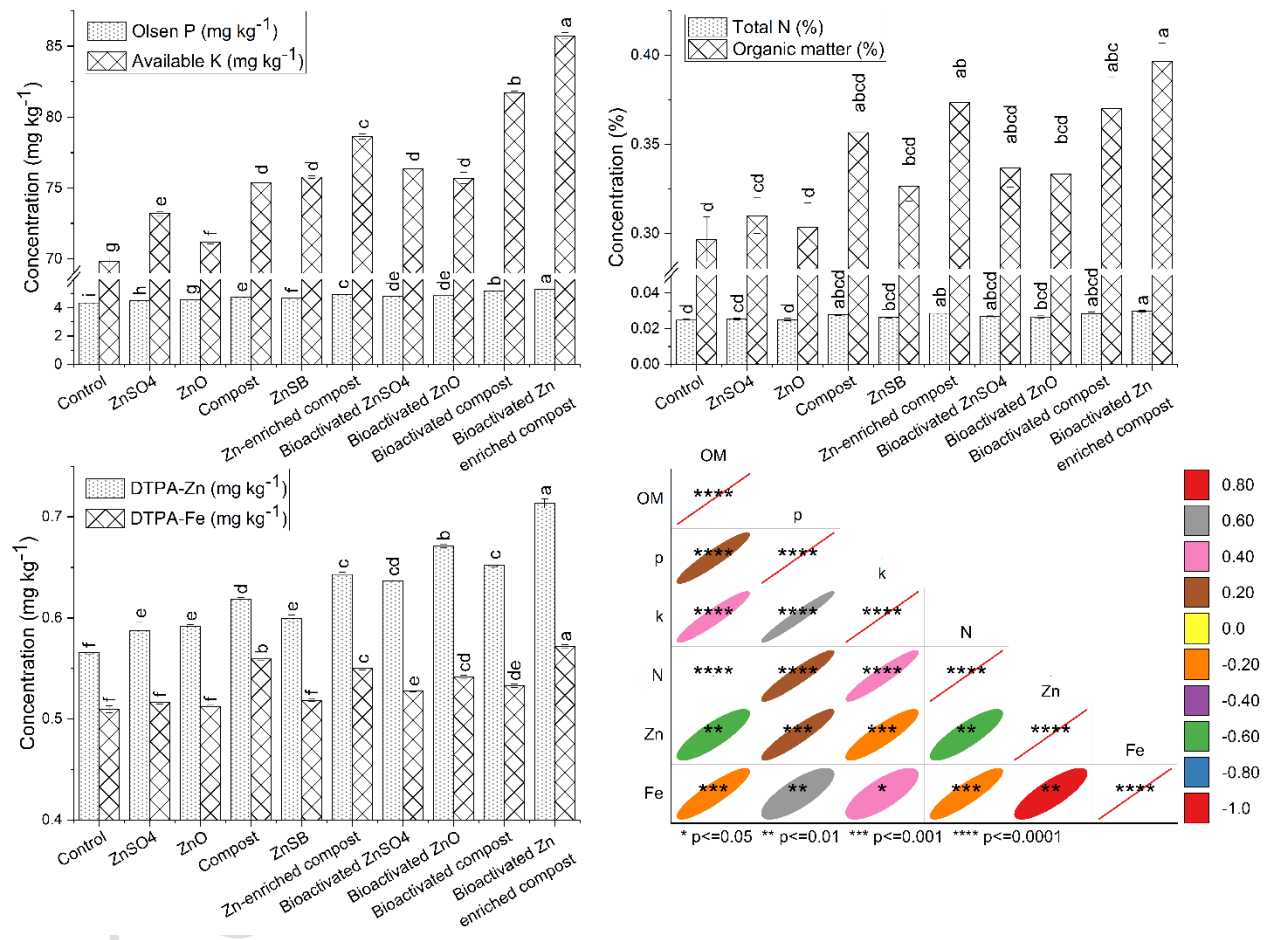 Olsen P (mg kg⁻¹)
Available K (mg kg⁻¹)
Concentration (mg kg⁻¹)
85
80
75
70
4
2
0
i g h e g f e d f d c c de d de d b b a a
Control
ZnSO4
ZnO
Compost
ZnSB
Zn-enriched compost
Bioactivated ZnSO4
Bioactivated ZnO
Bioactivated compost
Bioactivated Zn
enriched compost
Total N (%)
Organic matter (%)
Concentration (%)
0.40
0.35
0.30
0.04
0.02
0.00
d d cd cd d d abcd abcd bcd bcd ab ab abcd abcd bcd bcd abcd abc a a
Control
ZnSO4
ZnO
Compost
ZnSB
Zn-enriched compost
Bioactivated ZnSO4
Bioactivated ZnO
Bioactivated compost
Bioactivated Zn
enriched compost
DTPA-Zn (mg kg⁻¹)
DTPA-Fe (mg kg⁻¹)
Concentration (mg kg⁻¹)
0.7
0.6
0.5
0.4
f f e f e f d b e f c c cd e b cd c de a a
Control
ZnSO4
ZnO
Compost
ZnSB
Zn-enriched compost
Bioactivated ZnSO4
Bioactivated ZnO
Bioactivated compost
Bioactivated Zn
enriched compost
OM
OM ****
p
p **** ****
k
k **** **** ****
N
N **** **** **** ****
Zn
Zn ** *** *** ** ****
Fe
Fe *** ** * *** ** ****
* p<=0.05 ** p<=0.01 *** p<=0.001 **** p<=0.0001
0.80
0.60
0.40
0.20
0.0
-0.20
-0.40
-0.60
-0.80
-1.0